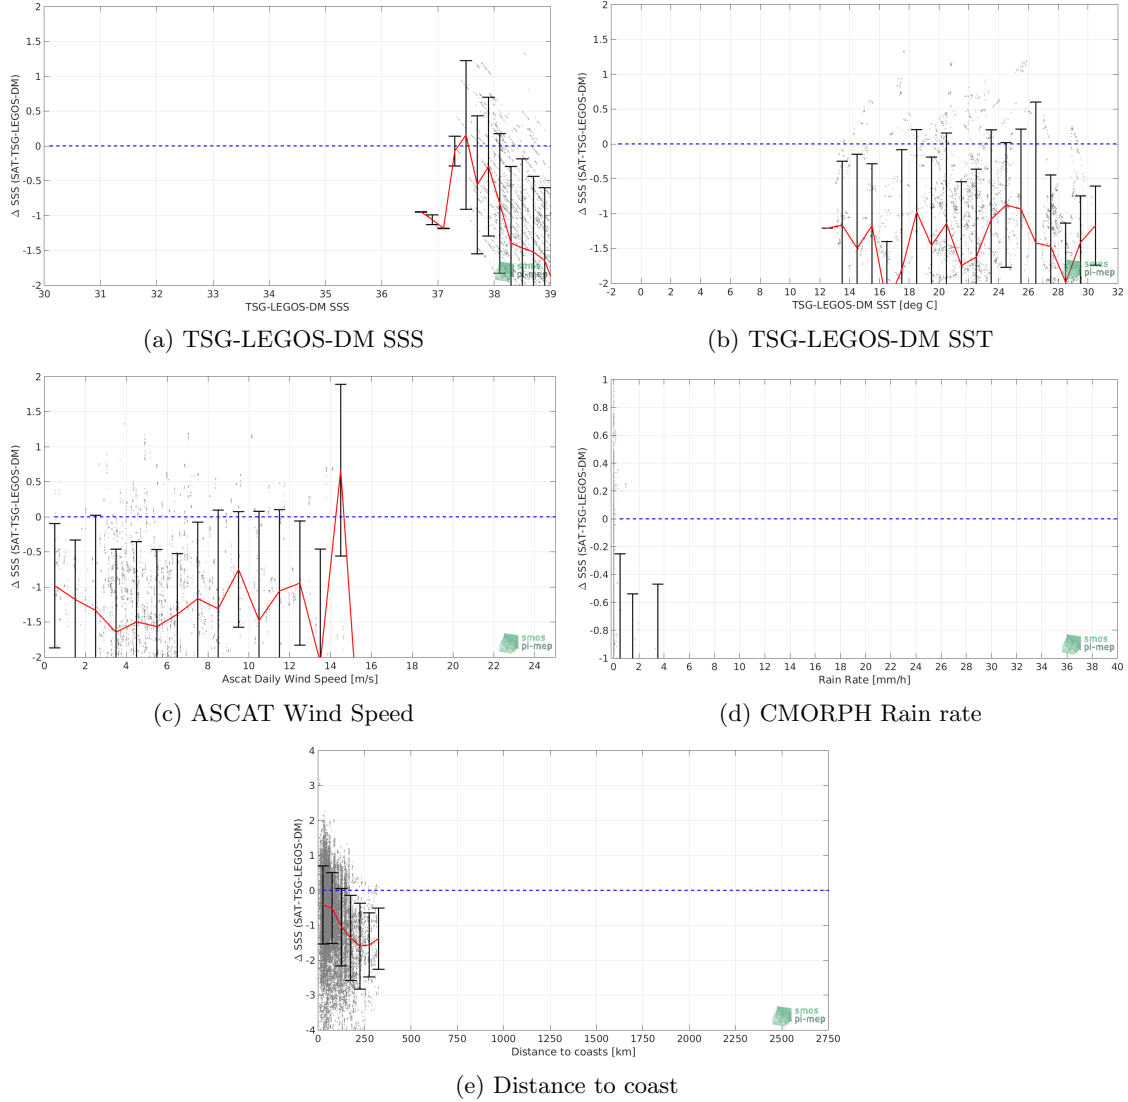 2
1.5
1
0.5
0
-0.5
-1
-1.5
-2
Δ SSS (SAT-TSG-LEGOS-DM)
30 31 32 33 34 35 36 37 38 39
TSG-LEGOS-DM SSS
smos
pi-mep
(a) TSG-LEGOS-DM SSS
2
1.5
1
0.5
0
-0.5
-1
-1.5
-2
Δ SSS (SAT-TSG-LEGOS-DM)
-2 0 2 4 6 8 10 12 14 16 18 20 22 24 26 28 30 32
TSG-LEGOS-DM SST [deg C]
smos
pi-mep
(b) TSG-LEGOS-DM SST
2
1.5
1
0.5
0
-0.5
-1
-1.5
-2
Δ SSS (SAT-TSG-LEGOS-DM)
0 2 4 6 8 10 12 14 16 18 20 22 24
Ascat Daily Wind Speed [m/s]
smos
pi-mep
(c) ASCAT Wind Speed
1
0.8
0.6
0.4
0.2
0
-0.2
-0.4
-0.6
-0.8
-1
Δ SSS (SAT-TSG-LEGOS-DM)
0 2 4 6 8 10 12 14 16 18 20 22 24 26 28 30 32 34 36 38 40
Rain Rate [mm/h]
smos
pi-mep
(d) CMORPH Rain rate
4
3
2
1
0
-1
-2
-3
-4
Δ SSS (SAT-TSG-LEGOS-DM)
0 250 500 750 1000 1250 1500 1750 2000 2250 2500 2750
Distance to coasts [km]
smos
pi-mep
(e) Distance to coast